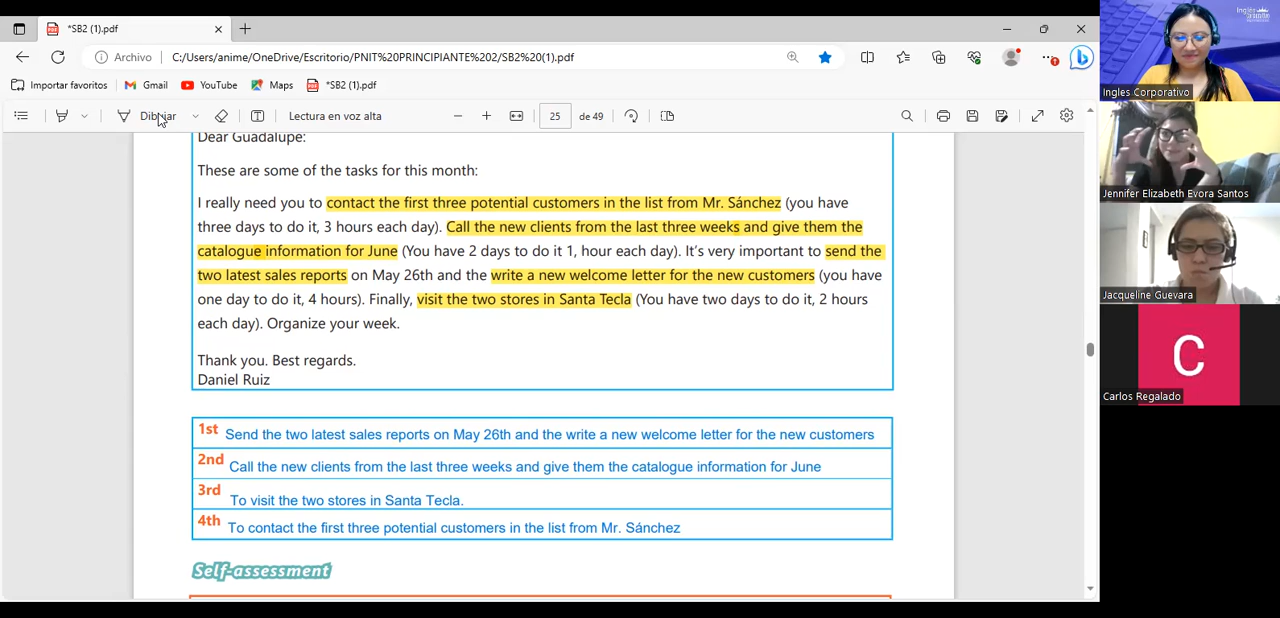 *SB2 (1).pdf
Archivo
C:/Users/anime/OneDrive/Escritorio/PNIT%20PRINCIPIANTE%202/SB2%20(1).pdf
Importar favoritos
Gmail
YouTube
Maps
*SB2 (1).pdf
Dibujar
Lectura en voz alta
25
de 49
Dear Guadalupe:
These are some of the tasks for this month:
I really need you to contact the first three potential customers in the list from Mr. Sánchez (you have
three days to do it, 3 hours each day). Call the new clients from the last three weeks and give them the
catalogue information for June (You have 2 days to do it 1, hour each day). It's very important to send the
two latest sales reports on May 26th and the write a new welcome letter for the new customers (you have
one day to do it, 4 hours). Finally, visit the two stores in Santa Tecla (You have two days to do it, 2 hours
each day). Organize your week.
Thank you. Best regards.
Daniel Ruiz
1st Send the two latest sales reports on May 26th and the write a new welcome letter for the new customers
2nd Call the new clients from the last three weeks and give them the catalogue information for June
3rd To visit the two stores in Santa Tecla.
4th To contact the first three potential customers in the list from Mr. Sánchez
Self-assessment
Ingles Corporativo
Jennifer Elizabeth Evora Santos
Jacqueline Guevara
C
Carlos Regalado